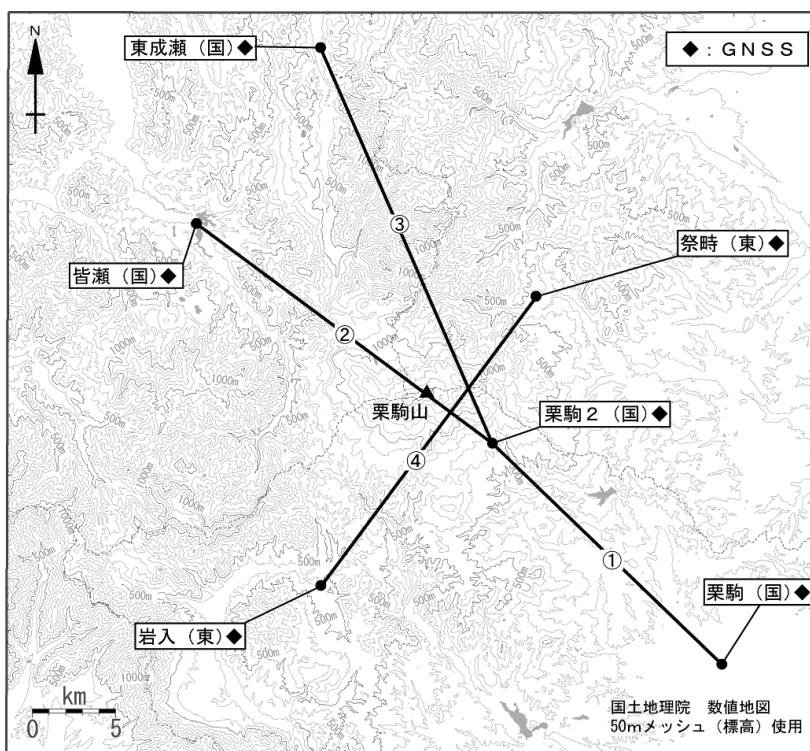 東成瀬(国)◆
N
◆:GNSS
③
祭畤(東)◆
皆瀬(国)◆
②
栗駒山
栗駒2(国)◆
④
①
栗駒(国)◆
岩入(東)◆
km
0 5
国土地理院 数値地図
50mメッシュ(標高)使用
500m
1000m